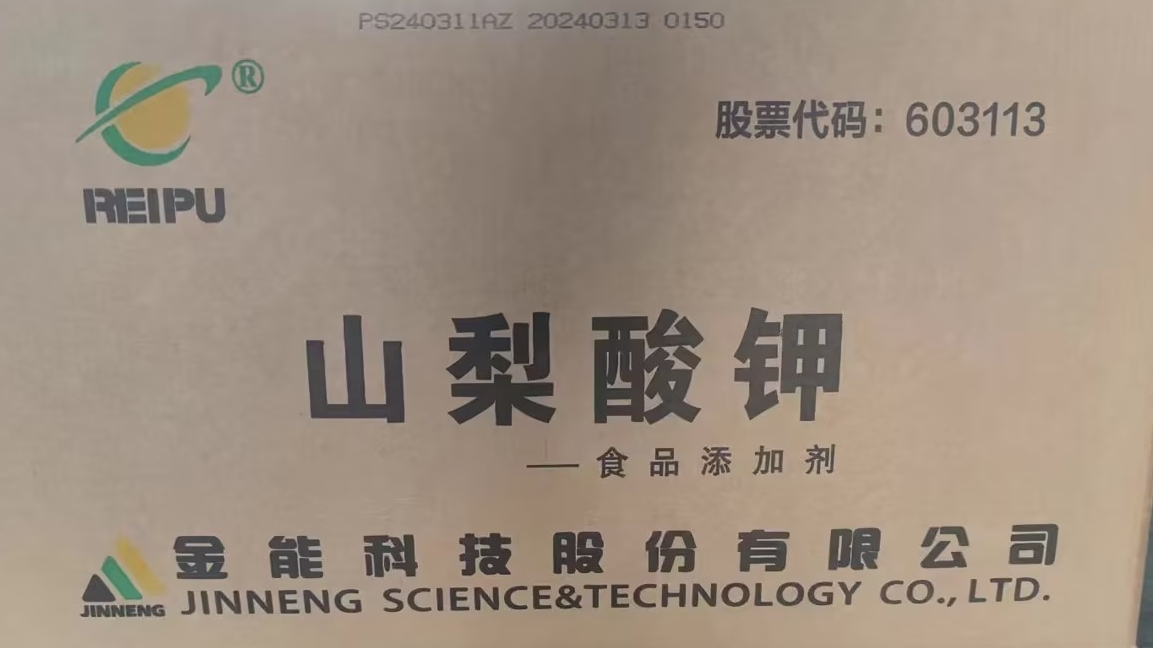 PS240311AZ 20240313 0150
®
REIPU
股票代码：603113
山梨酸钾
—食品添加剂
金能科技股份有限公司
JINNENG
JINNENG SCIENCE&TECHNOLOGY CO.,LTD.